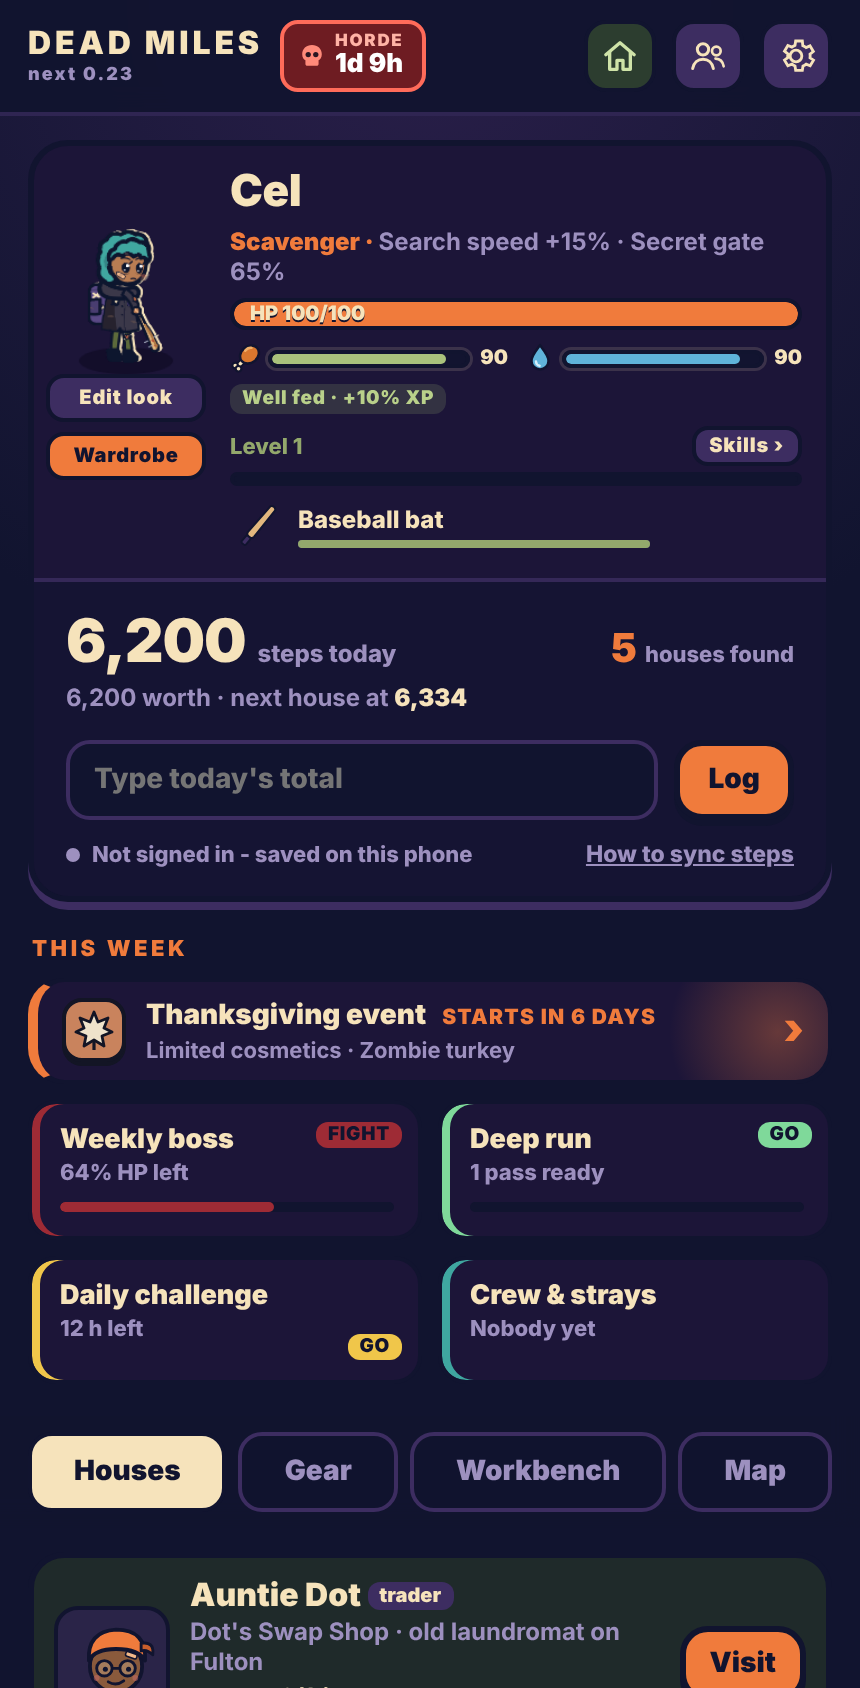 DEAD MILES
next 0.23
HORDE
1d 9h
Cel
Scavenger · Search speed +15% · Secret gate
65%
HP 100/100
90
90
Edit look
Well fed · +10% XP
Wardrobe
Level 1
Skills ›
Baseball bat
6,200 steps today
5 houses found
6,200 worth · next house at 6,334
Type today's total
Log
Not signed in - saved on this phone
How to sync steps
THIS WEEK
Thanksgiving event STARTS IN 6 DAYS
Limited cosmetics · Zombie turkey
Weekly boss
FIGHT
64% HP left
Deep run
GO
1 pass ready
Daily challenge
12 h left
GO
Crew & strays
Nobody yet
Houses
Gear
Workbench
Map
Auntie Dot trader
Dot's Swap Shop · old laundromat on
Fulton
Visit